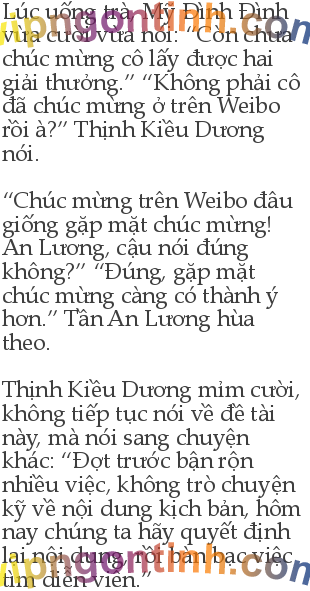 Lúc uống trà, My Đình Đình
vừa cười vừa nói: “Còn chưa
chúc mừng cô lấy được hai
giải thưởng.” “Không phải cô
đã chúc mừng ở trên Weibo
rồi à?” Thịnh Kiều Dương
nói.
“Chúc mừng trên Weibo đâu
giống gặp mặt chúc mừng!
An Lương, cậu nói đúng
không?” “Đúng, gặp mặt
chúc mừng càng có thành ý
hơn.” Tần An Lương hùa
theo.
Thịnh Kiều Dương mỉm cười,
không tiếp tục nói về đề tài
này, mà nói sang chuyện
khác: “Đợt trước bận rộn
nhiều việc, không trò chuyện
kỹ về nội dung kịch bản, hôm
nay chúng ta hãy quyết định
lại nội dung, rồi bàn bạc việc
tìm diễn viên.”
vipngontinh.com
vipngontinh.com